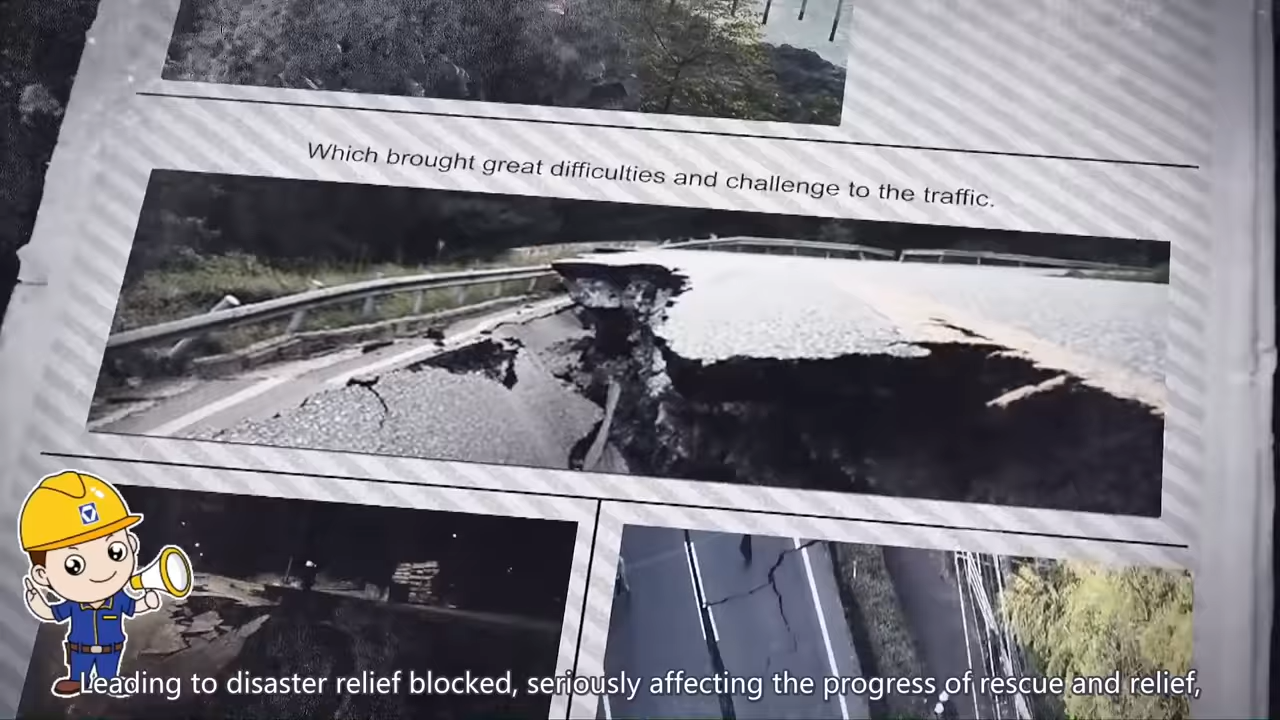 Which brought great difficulties and challenge to the traffic.
Leading to disaster relief blocked, seriously affecting the progress of rescue and relief,